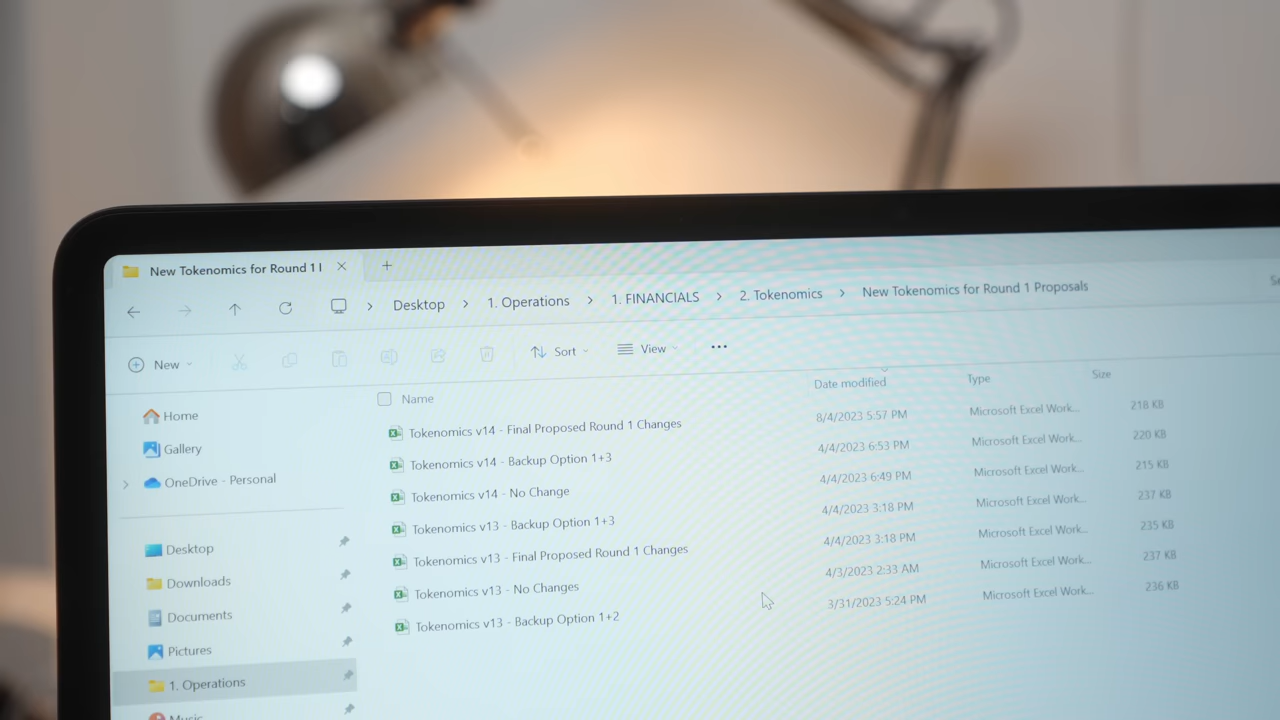 New Tokenomics for Round 1 I
Desktop > 1. Operations > 1. FINANCIALS > 2. Tokenomics > New Tokenomics for Round 1 Proposals
New Sort View
Name Date modified Type Size
Tokenomics v14 - Final Proposed Round 1 Changes 8/4/2023 5:57 PM Microsoft Excel Work... 218 KB
Tokenomics v14 - Backup Option 1+3 4/4/2023 6:53 PM Microsoft Excel Work... 220 KB
Tokenomics v14 - No Change 4/4/2023 6:49 PM Microsoft Excel Work... 215 KB
Tokenomics v13 - Backup Option 1+3 4/4/2023 3:18 PM Microsoft Excel Work... 237 KB
Tokenomics v13 - Final Proposed Round 1 Changes 4/4/2023 3:18 PM Microsoft Excel Work... 235 KB
Tokenomics v13 - No Changes 4/3/2023 2:33 AM Microsoft Excel Work... 237 KB
Tokenomics v13 - Backup Option 1+2 3/31/2023 5:24 PM Microsoft Excel Work... 236 KB
Home
Gallery
OneDrive - Personal
Desktop
Downloads
Documents
Pictures
1. Operations
Music